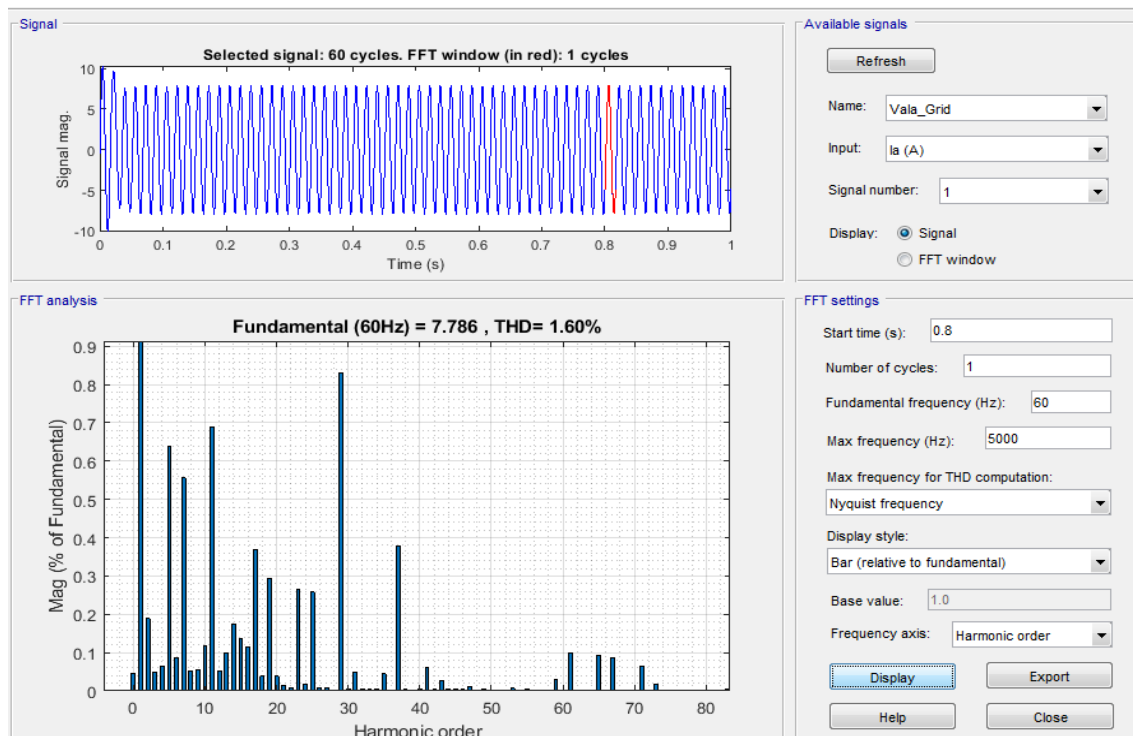 Signal
Selected signal: 60 cycles. FFT window (in red): 1 cycles
10
5
0
-5
-10
Signal mag.
0 0.1 0.2 0.3 0.4 0.5 0.6 0.7 0.8 0.9 1
Time (s)
Available signals
Refresh
Name: Vala_Grid
Input: Ia (A)
Signal number: 1
Display: Signal
FFT window
FFT analysis
Fundamental (60Hz) = 7.786 , THD= 1.60%
0.9
0.8
0.7
0.6
0.5
0.4
0.3
0.2
0.1
0
Mag (% of Fundamental)
0 10 20 30 40 50 60 70 80
Harmonic order
FFT settings
Start time (s): 0.8
Number of cycles: 1
Fundamental frequency (Hz): 60
Max frequency (Hz): 5000
Max frequency for THD computation:
Nyquist frequency
Display style:
Bar (relative to fundamental)
Base value: 1.0
Frequency axis: Harmonic order
Display Export
Help Close